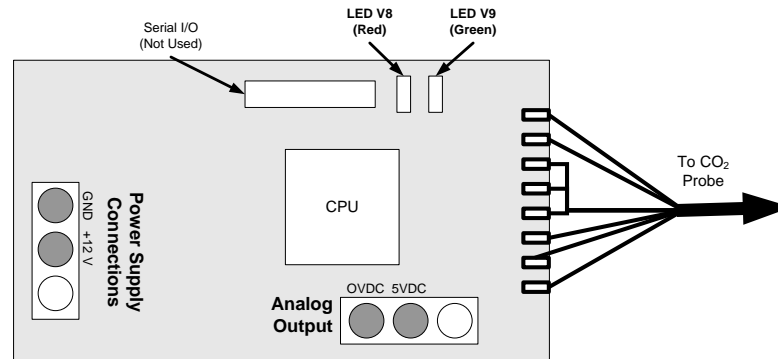 Serial I/O
(Not Used)
LED V8
(Red)
LED V9
(Green)
To CO₂
Probe
CPU
Power Supply
Connections
GND +12 V
Analog
Output
OVDC 5VDC